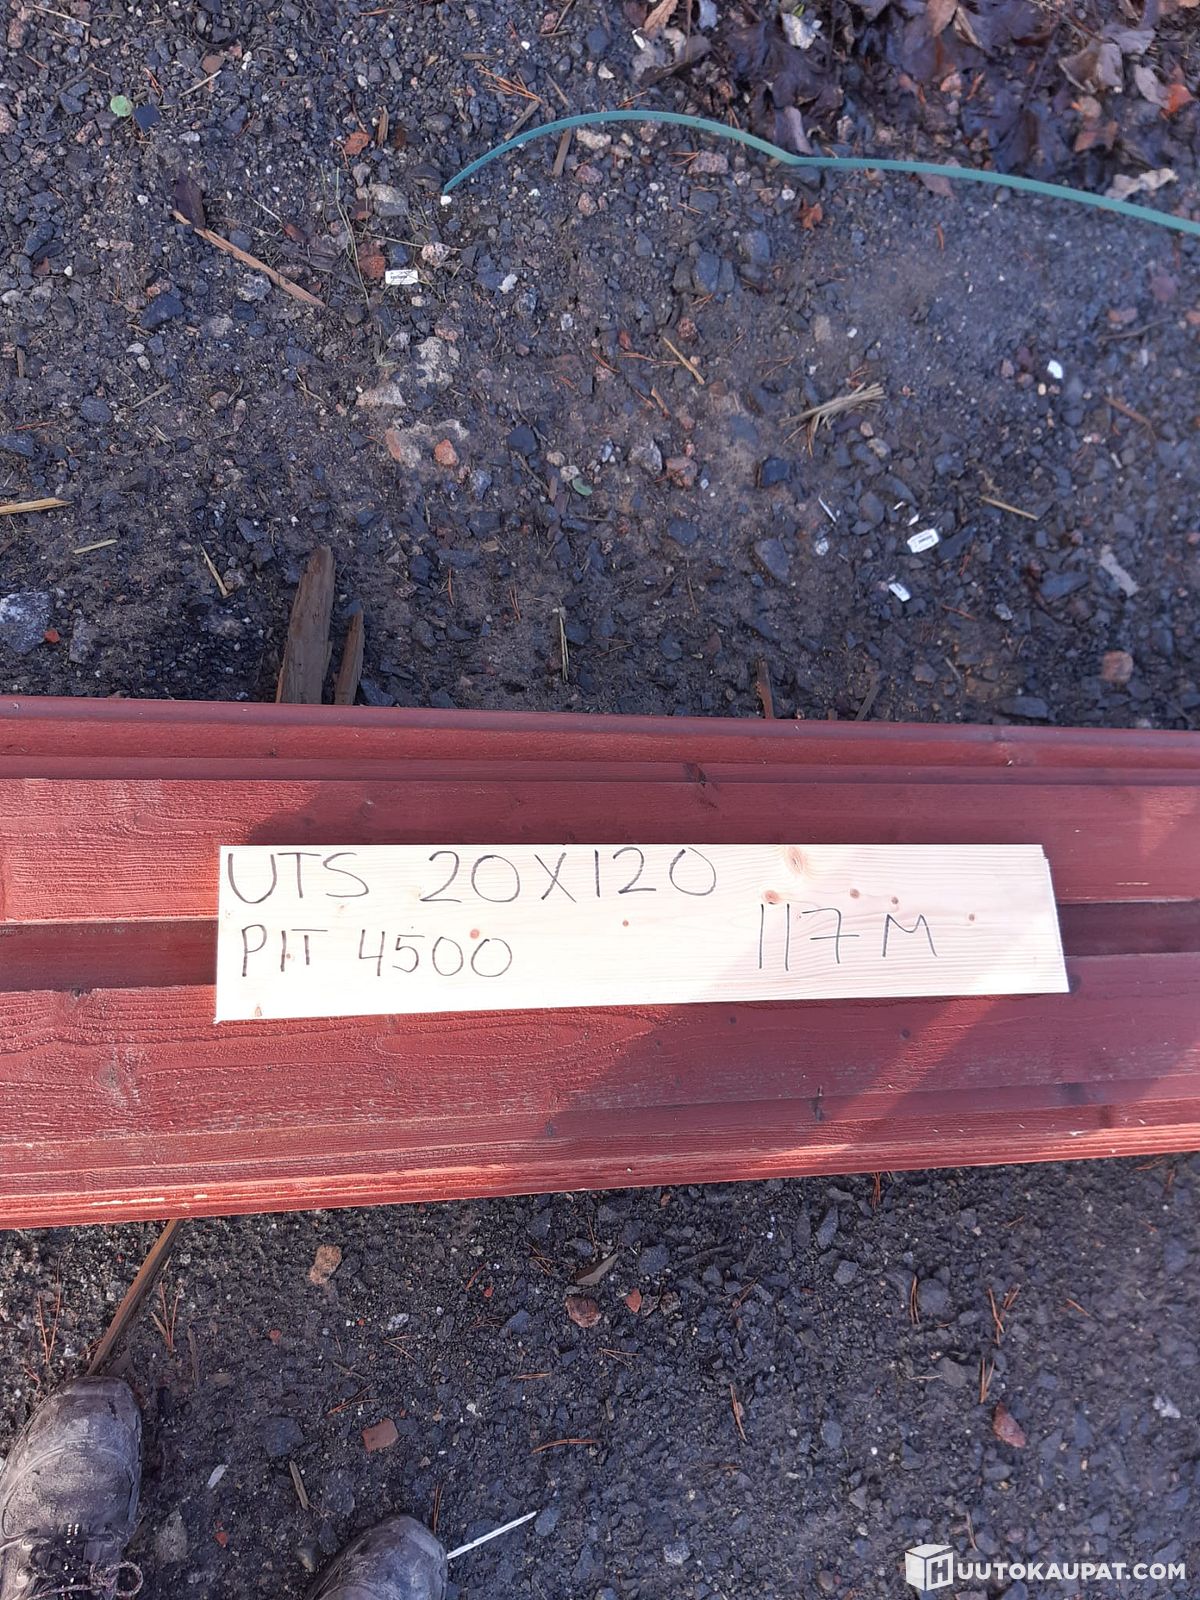 UTS 20X120
PIT 4500 117 M
HUUTOKAUPAT.COM